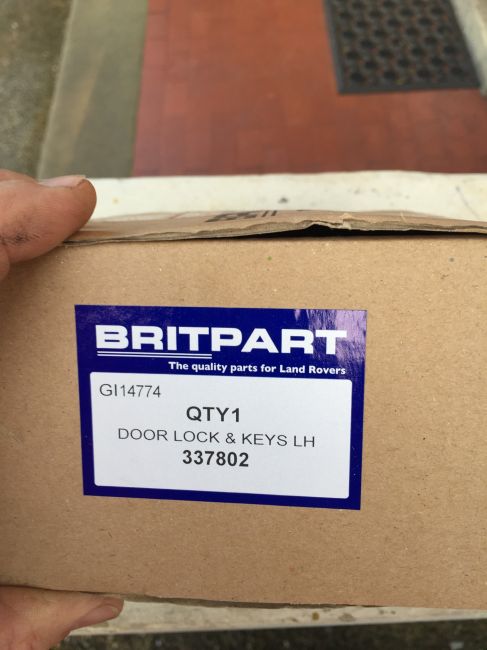 BRITPART
The quality parts for Land Rovers
GI14774
QTY1
DOOR LOCK & KEYS LH
337802